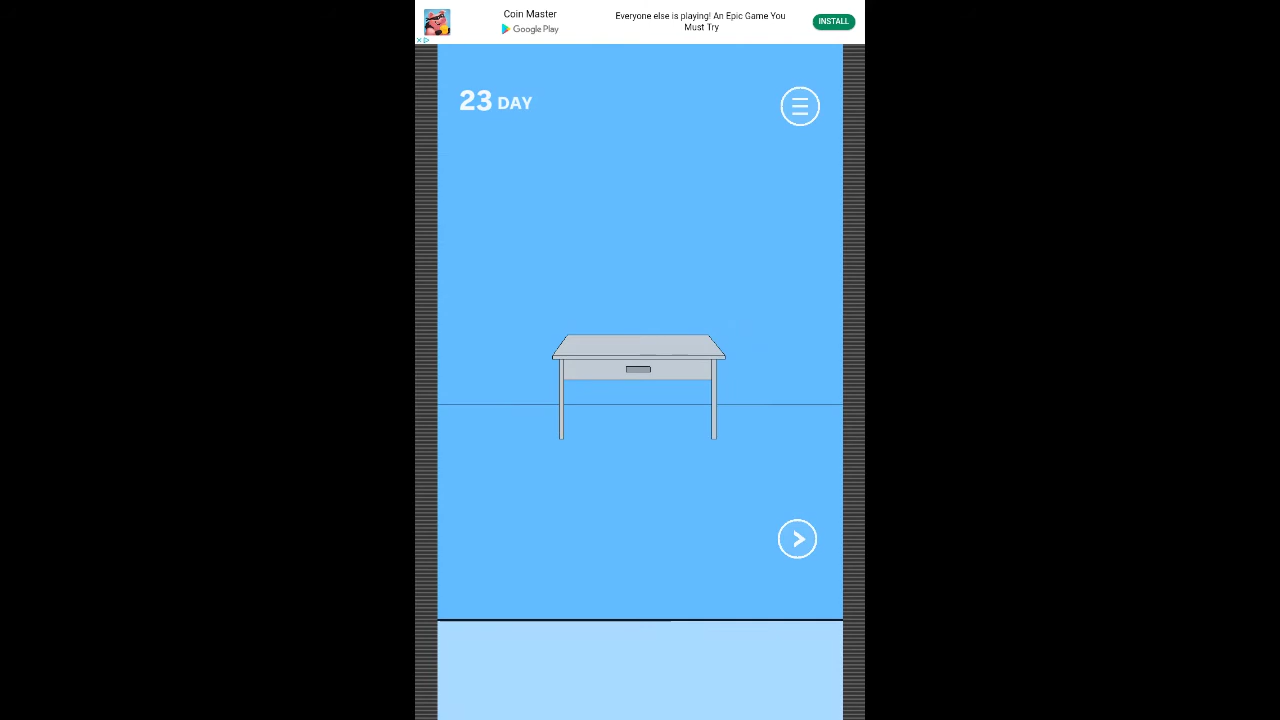 Coin Master
Google Play
Everyone else is playing! An Epic Game You
Must Try
INSTALL
23 DAY